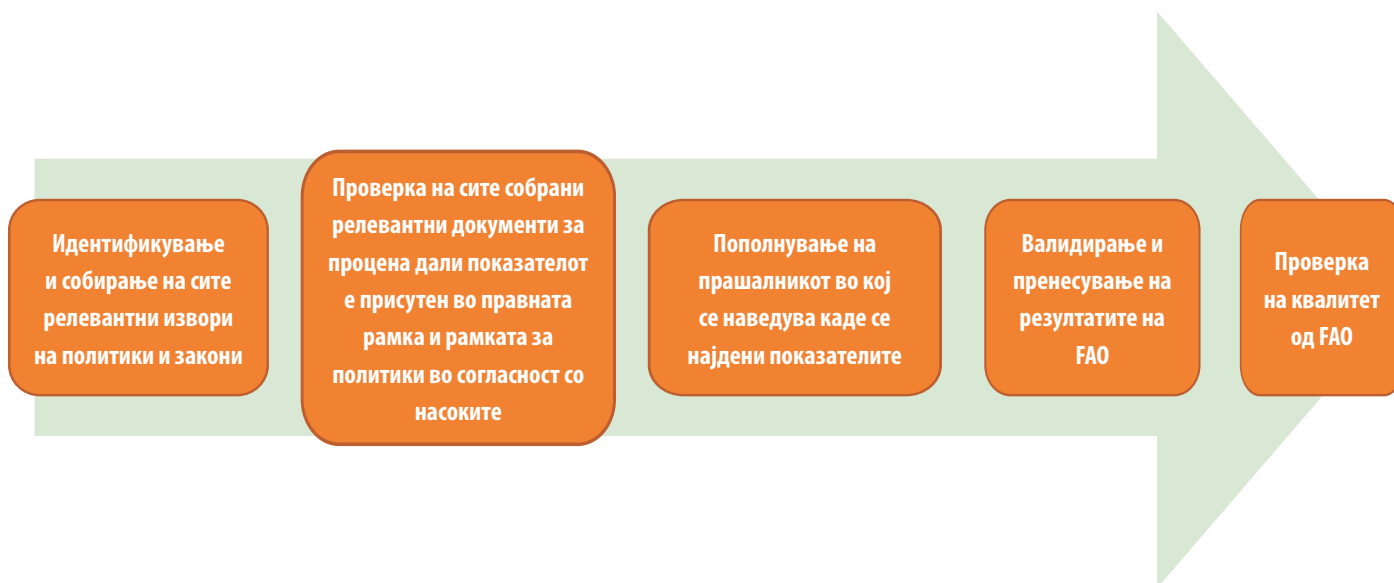 Идентификување
и собирање на сите
релевантни извори
на политики и закони
Проверка на сите собрани
релевантни документи за
процена дали показателот
е присутен во правната
рамка и рамката за
политики во согласност со
насоките
Пополнување на
прашалникот во кој
се наведува каде се
најдени показателите
Валидирање и
пренесување на
резултатите на
FAO
Проверка
на квалитет
од FAO